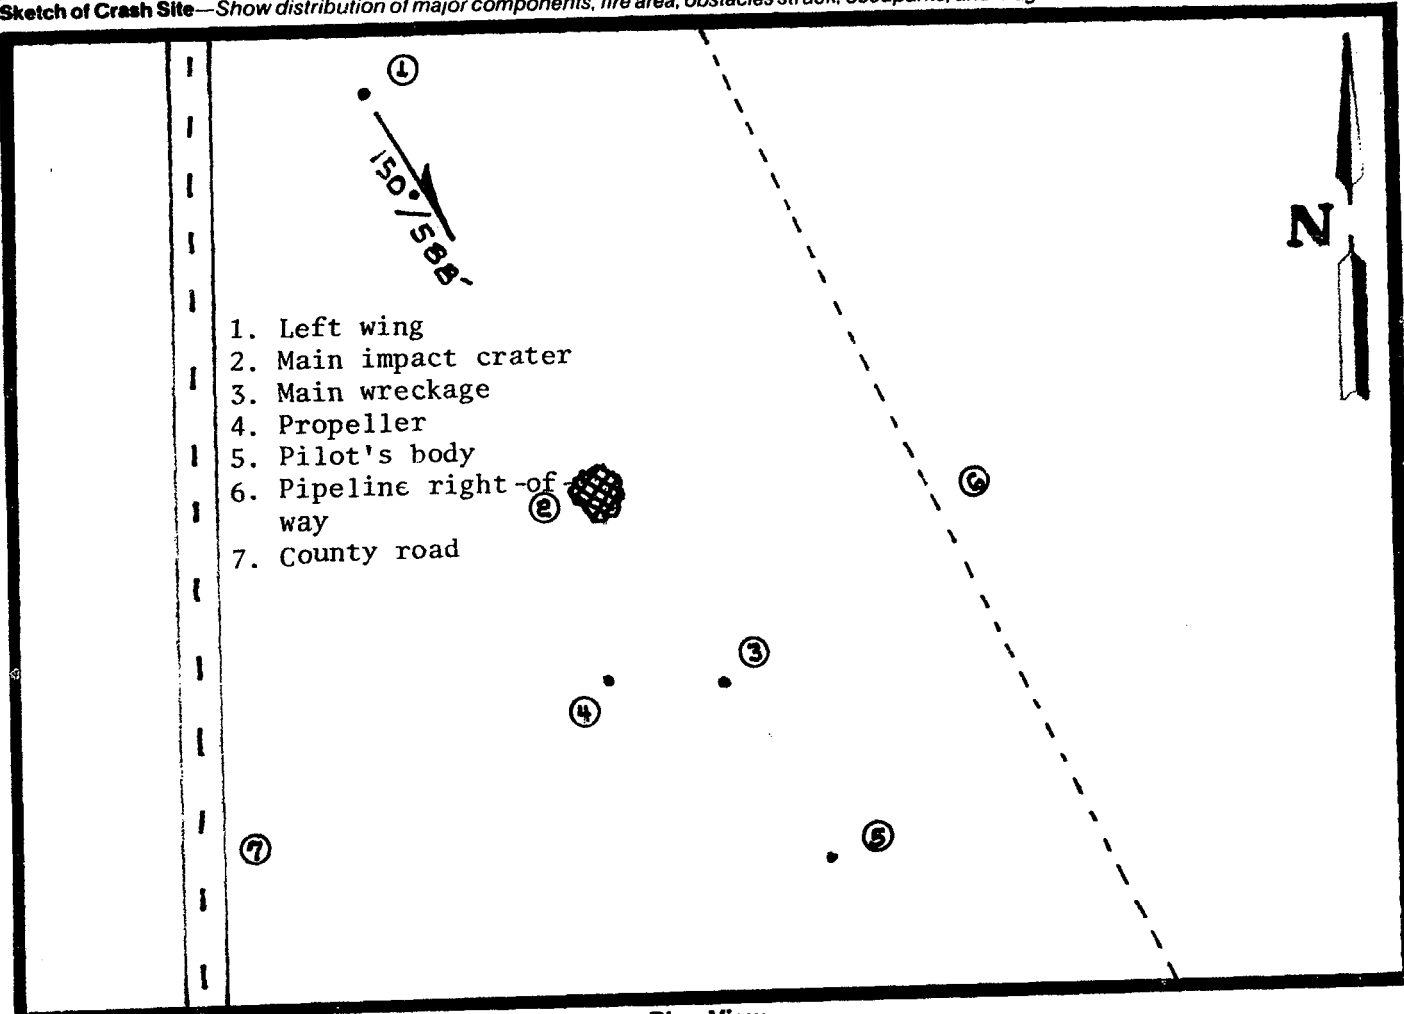 Sketch of Crash Site—Show distribution of major components, fire area, obstacles struck, occupants, and
1
150°/588'
N
1. Left wing
2. Main impact crater
3. Main wreckage
4. Propeller
5. Pilot's body
6. Pipeline right-of-
way
7. County road
2
6
3
4
5
7